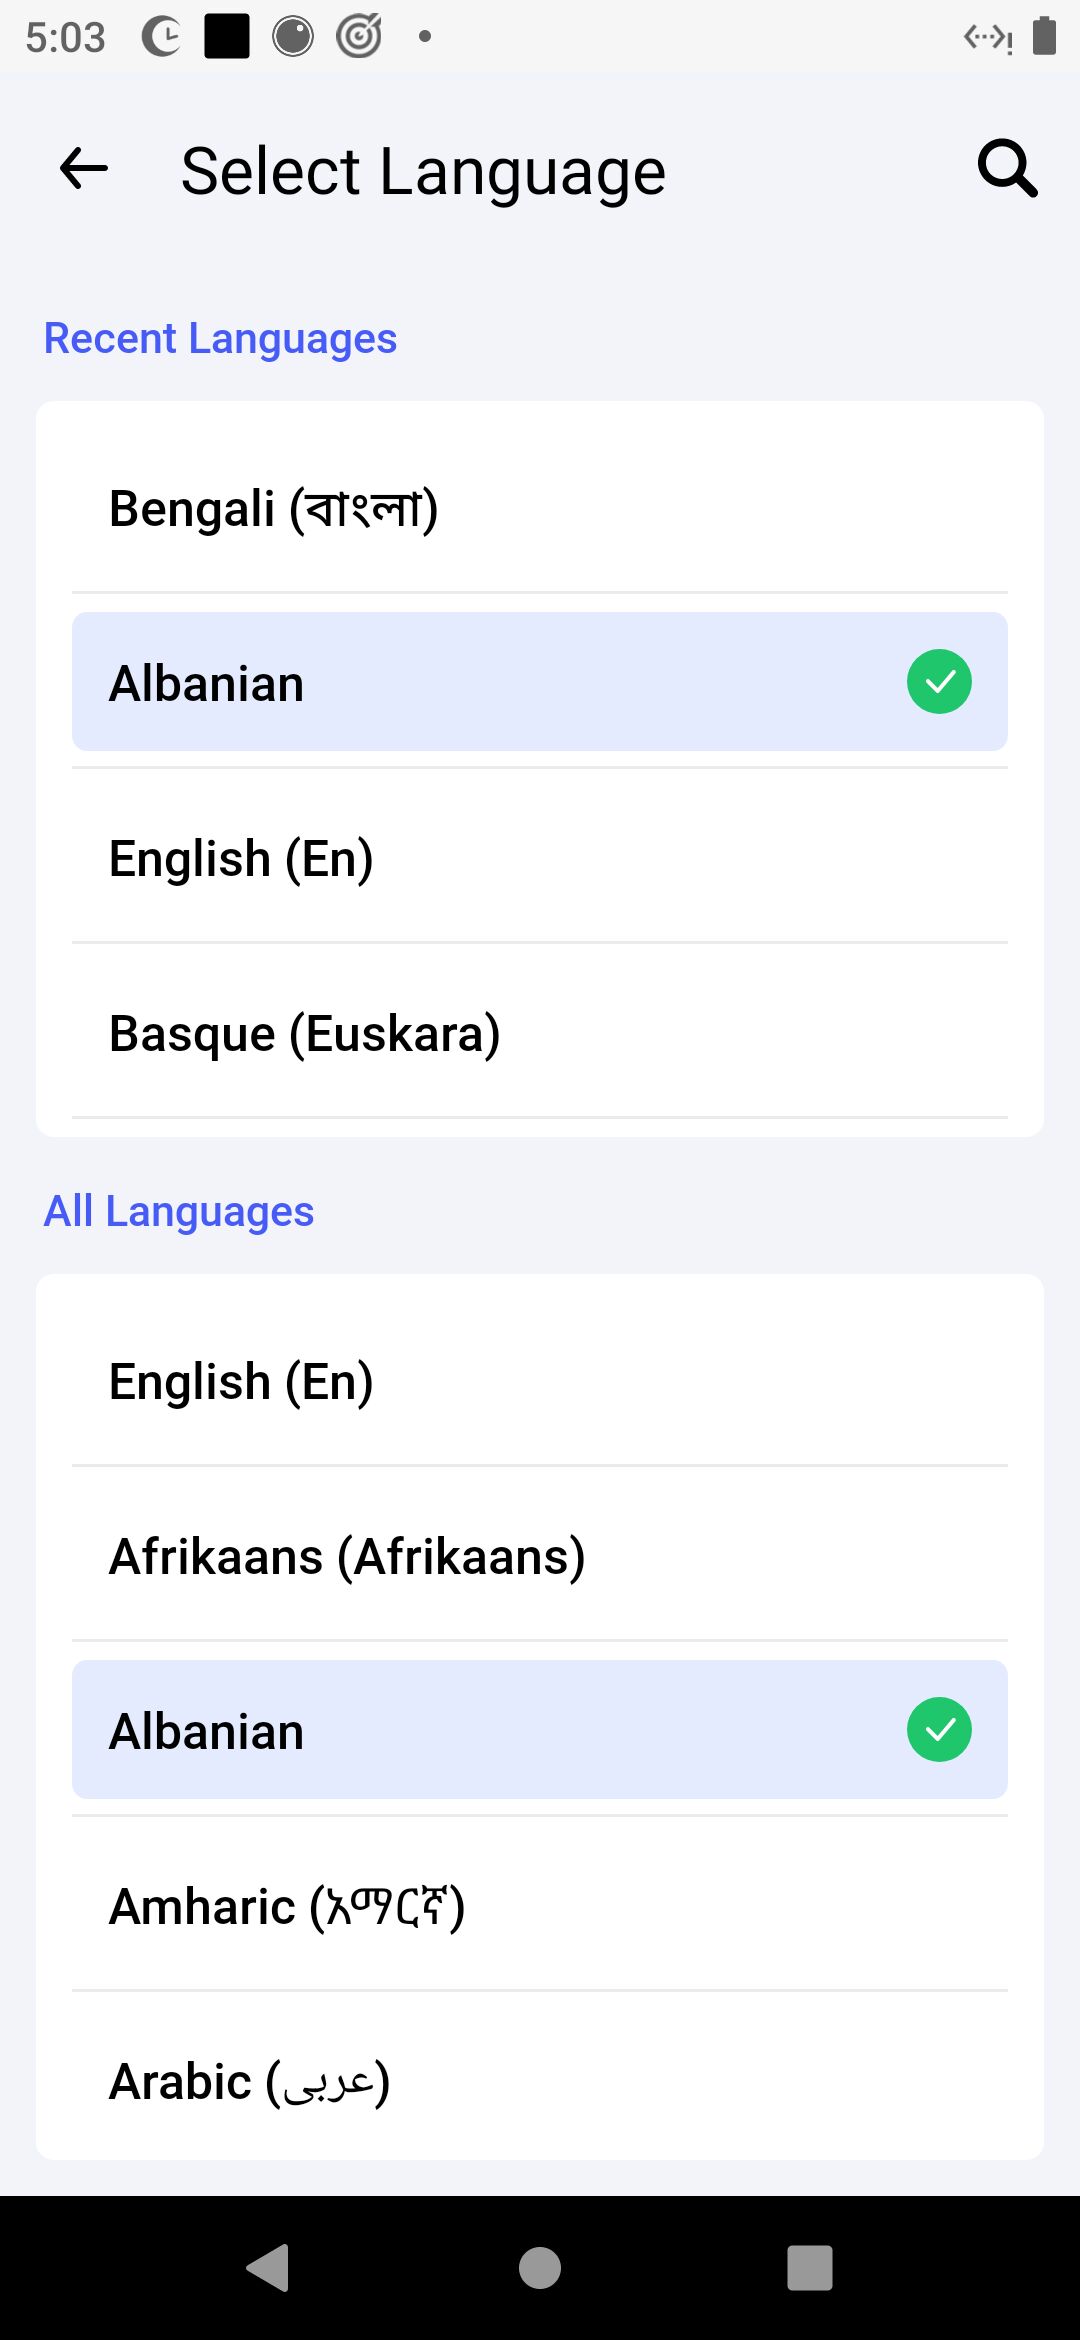 5:03
Select Language
Recent Languages
Bengali (বাংলা)
Albanian
English (En)
Basque (Euskara)
All Languages
English (En)
Afrikaans (Afrikaans)
Albanian
Amharic (አማርኛ)
Arabic (عربى)